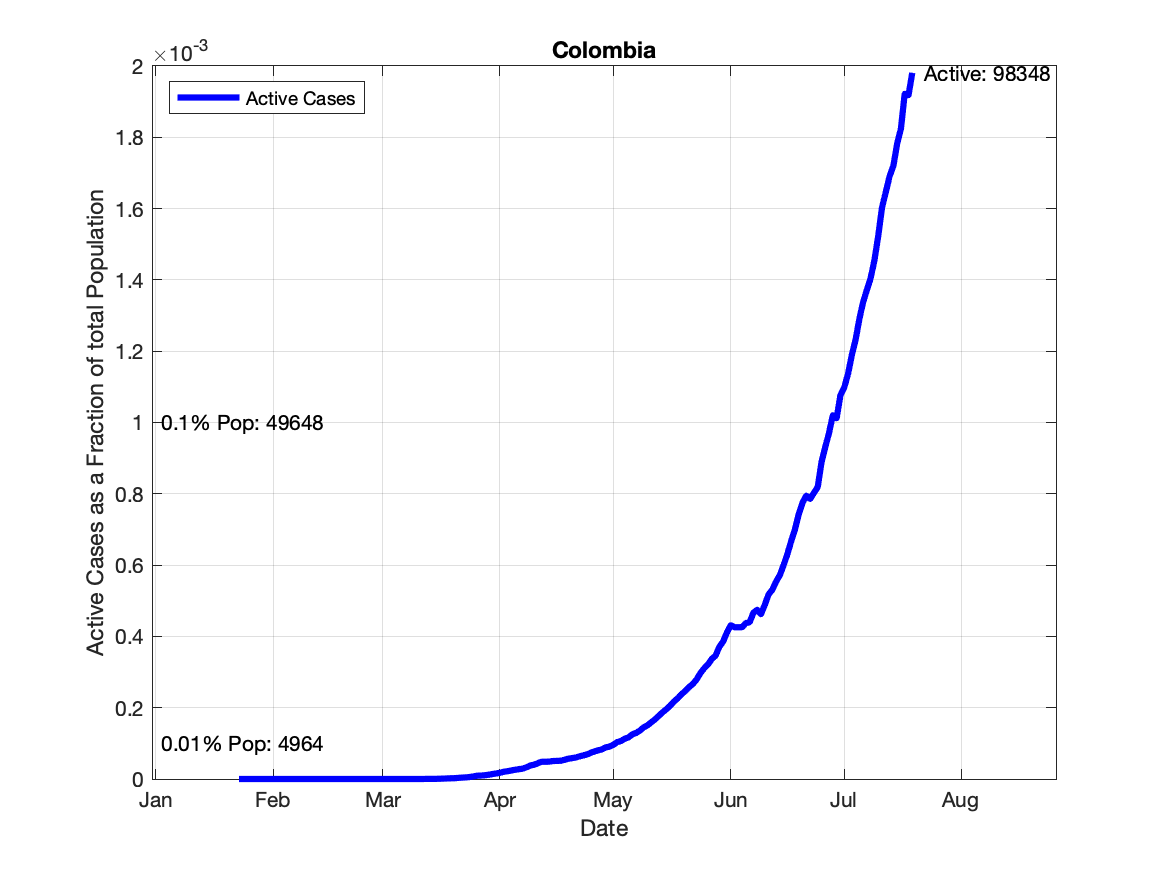 Colombia
×10-3
Active: 98348
Active Cases
2
1.8
1.6
1.4
1.2
1
0.8
0.6
0.4
0.2
0
0.1% Pop: 49648
0.01% Pop: 4964
Active Cases as a Fraction of total Population
Jan Feb Mar Apr May Jun Jul Aug
Date